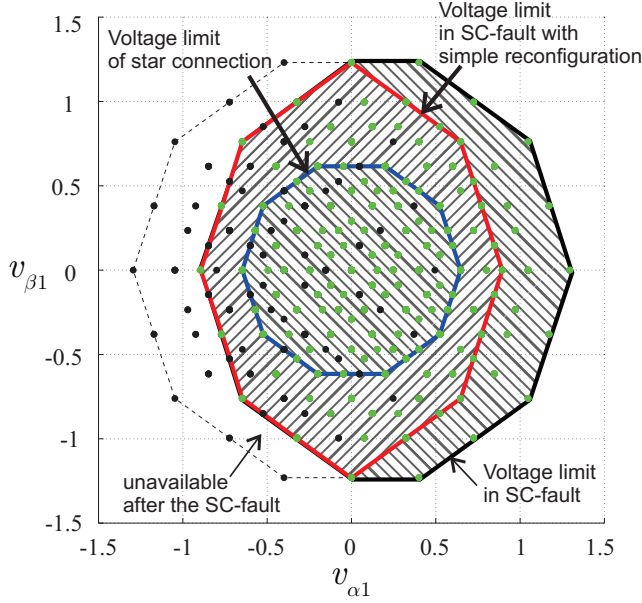 Voltage limit
of star connection
Voltage limit
in SC-fault with
simple reconfiguration
1.5
1
0.5
0
-0.5
-1
-1.5
vβ1
unavailable
after the SC-fault
Voltage limit
in SC-fault
-1.5 -1 -0.5 0 0.5 1 1.5
vα1